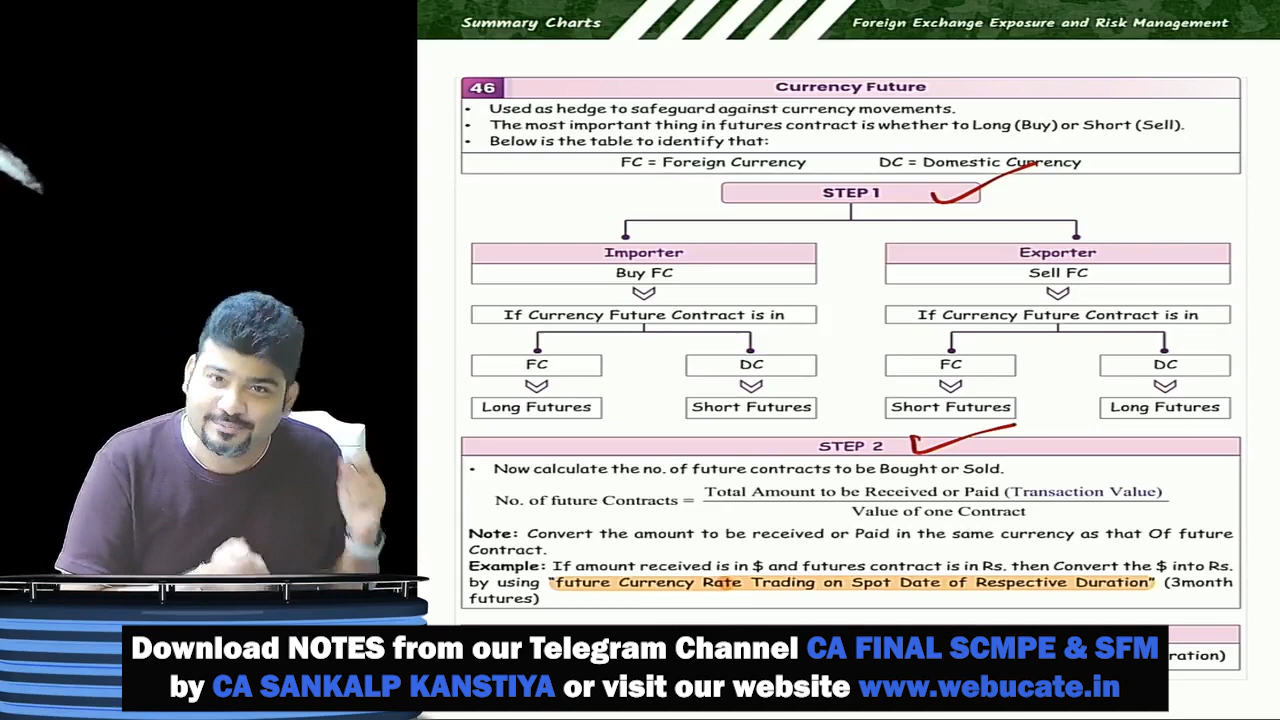 Summary Charts
Foreign Exchange Exposure and Risk Management
46
Currency Future
• Used as hedge to safeguard against currency movements.
• The most important thing in futures contract is whether to Long (Buy) or Short (Sell).
• Below is the table to identify that:
FC = Foreign Currency DC = Domestic Currency
STEP 1
Importer
Buy FC
If Currency Future Contract is in
FC
DC
Long Futures
Short Futures
Exporter
Sell FC
If Currency Future Contract is in
FC
DC
Short Futures
Long Futures
STEP 2
• Now calculate the no. of future contracts to be Bought or Sold.
No. of future Contracts = Total Amount to be Received or Paid (Transaction Value)
Value of one Contract
Note: Convert the amount to be received or Paid in the same currency as that Of future
Contract.
Example: If amount received is in $ and futures contract is in Rs. then Convert the $ into Rs.
by using "future Currency Rate Trading on Spot Date of Respective Duration" (3month
futures)
ration)
Download NOTES from our Telegram Channel CA FINAL SCMPE & SFM
by CA SANKALP KANSTIYA or visit our website www.webucate.in